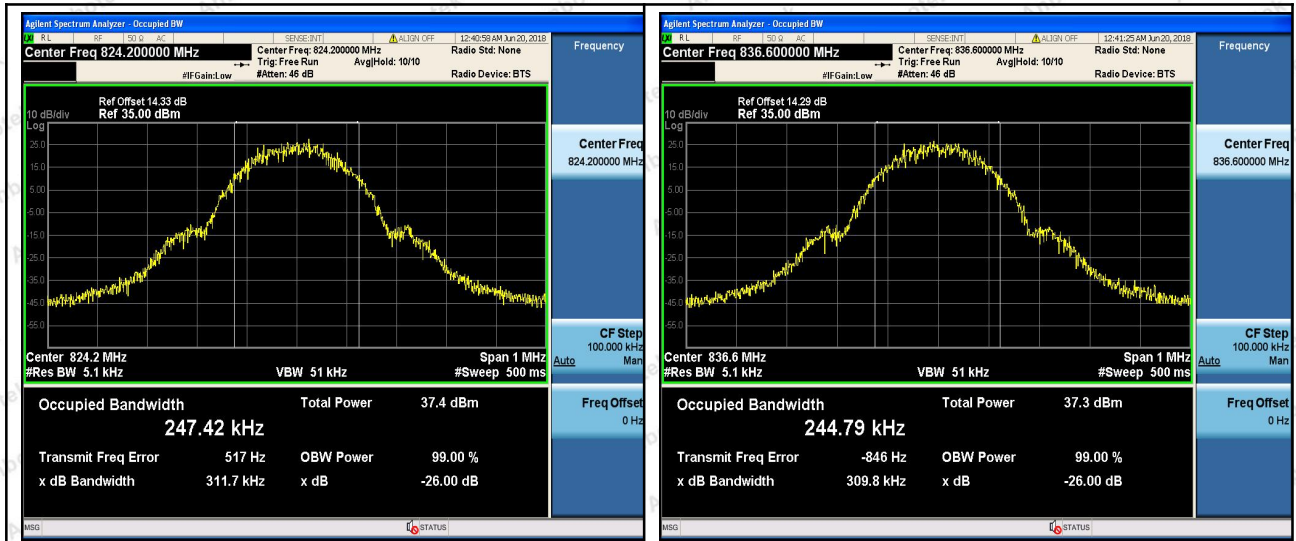 Agilent Spectrum Analyzer - Occupied BW
RL RF 50 Ω AC SENSE:INT ALIGN OFF 12:40:58 AM Jun 20, 2018
Center Freq 824.200000 MHz
Center Freq: 824.200000 MHz
Radio Std: None
Trig: Free Run Avg|Hold: 10/10
#IFGain:Low
#Atten: 46 dB
Radio Device: BTS
Frequency
Ref Offset 14.33 dB
10 dB/div Ref 35.00 dBm
Log
25.0
15.0
5.00
-5.00
-15.0
-25.0
-35.0
-45.0
-55.0
Center Freq
824.200000 MHz
CF Step
100.000 kHz
Auto Man
Center 824.2 MHz Span 1 MHz
#Res BW 5.1 kHz VBW 51 kHz #Sweep 500 ms
Freq Offset
0 Hz
Occupied Bandwidth Total Power 37.4 dBm
247.42 kHz
Transmit Freq Error 517 Hz OBW Power 99.00 %
x dB Bandwidth 311.7 kHz x dB -26.00 dB
MSG STATUS
Agilent Spectrum Analyzer - Occupied BW
RL RF 50 Ω AC SENSE:INT ALIGN OFF 12:41:25 AM Jun 20, 2018
Center Freq 836.600000 MHz
Center Freq: 836.600000 MHz
Radio Std: None
Trig: Free Run Avg|Hold: 10/10
#IFGain:Low
#Atten: 46 dB
Radio Device: BTS
Frequency
Ref Offset 14.29 dB
10 dB/div Ref 35.00 dBm
Log
25.0
15.0
5.00
-5.00
-15.0
-25.0
-35.0
-45.0
-55.0
Center Freq
836.600000 MHz
CF Step
100.000 kHz
Auto Man
Center 836.6 MHz Span 1 MHz
#Res BW 5.1 kHz VBW 51 kHz #Sweep 500 ms
Freq Offset
0 Hz
Occupied Bandwidth Total Power 37.3 dBm
244.79 kHz
Transmit Freq Error -846 Hz OBW Power 99.00 %
x dB Bandwidth 309.8 kHz x dB -26.00 dB
MSG STATUS